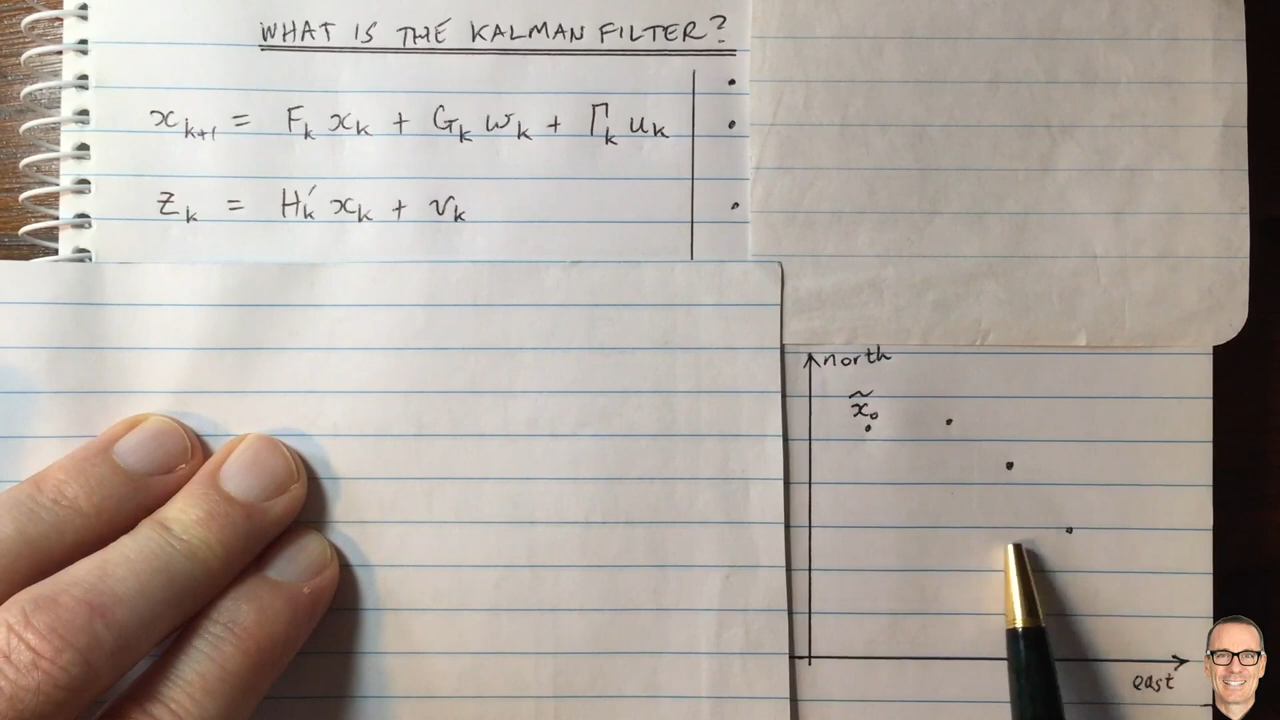 WHAT IS THE KALMAN FILTER?
x_{k+1} = F_k x_k + G_k w_k + Γ_k u_k
z_k = H'_k x_k + v_k
north
x̃_0
east